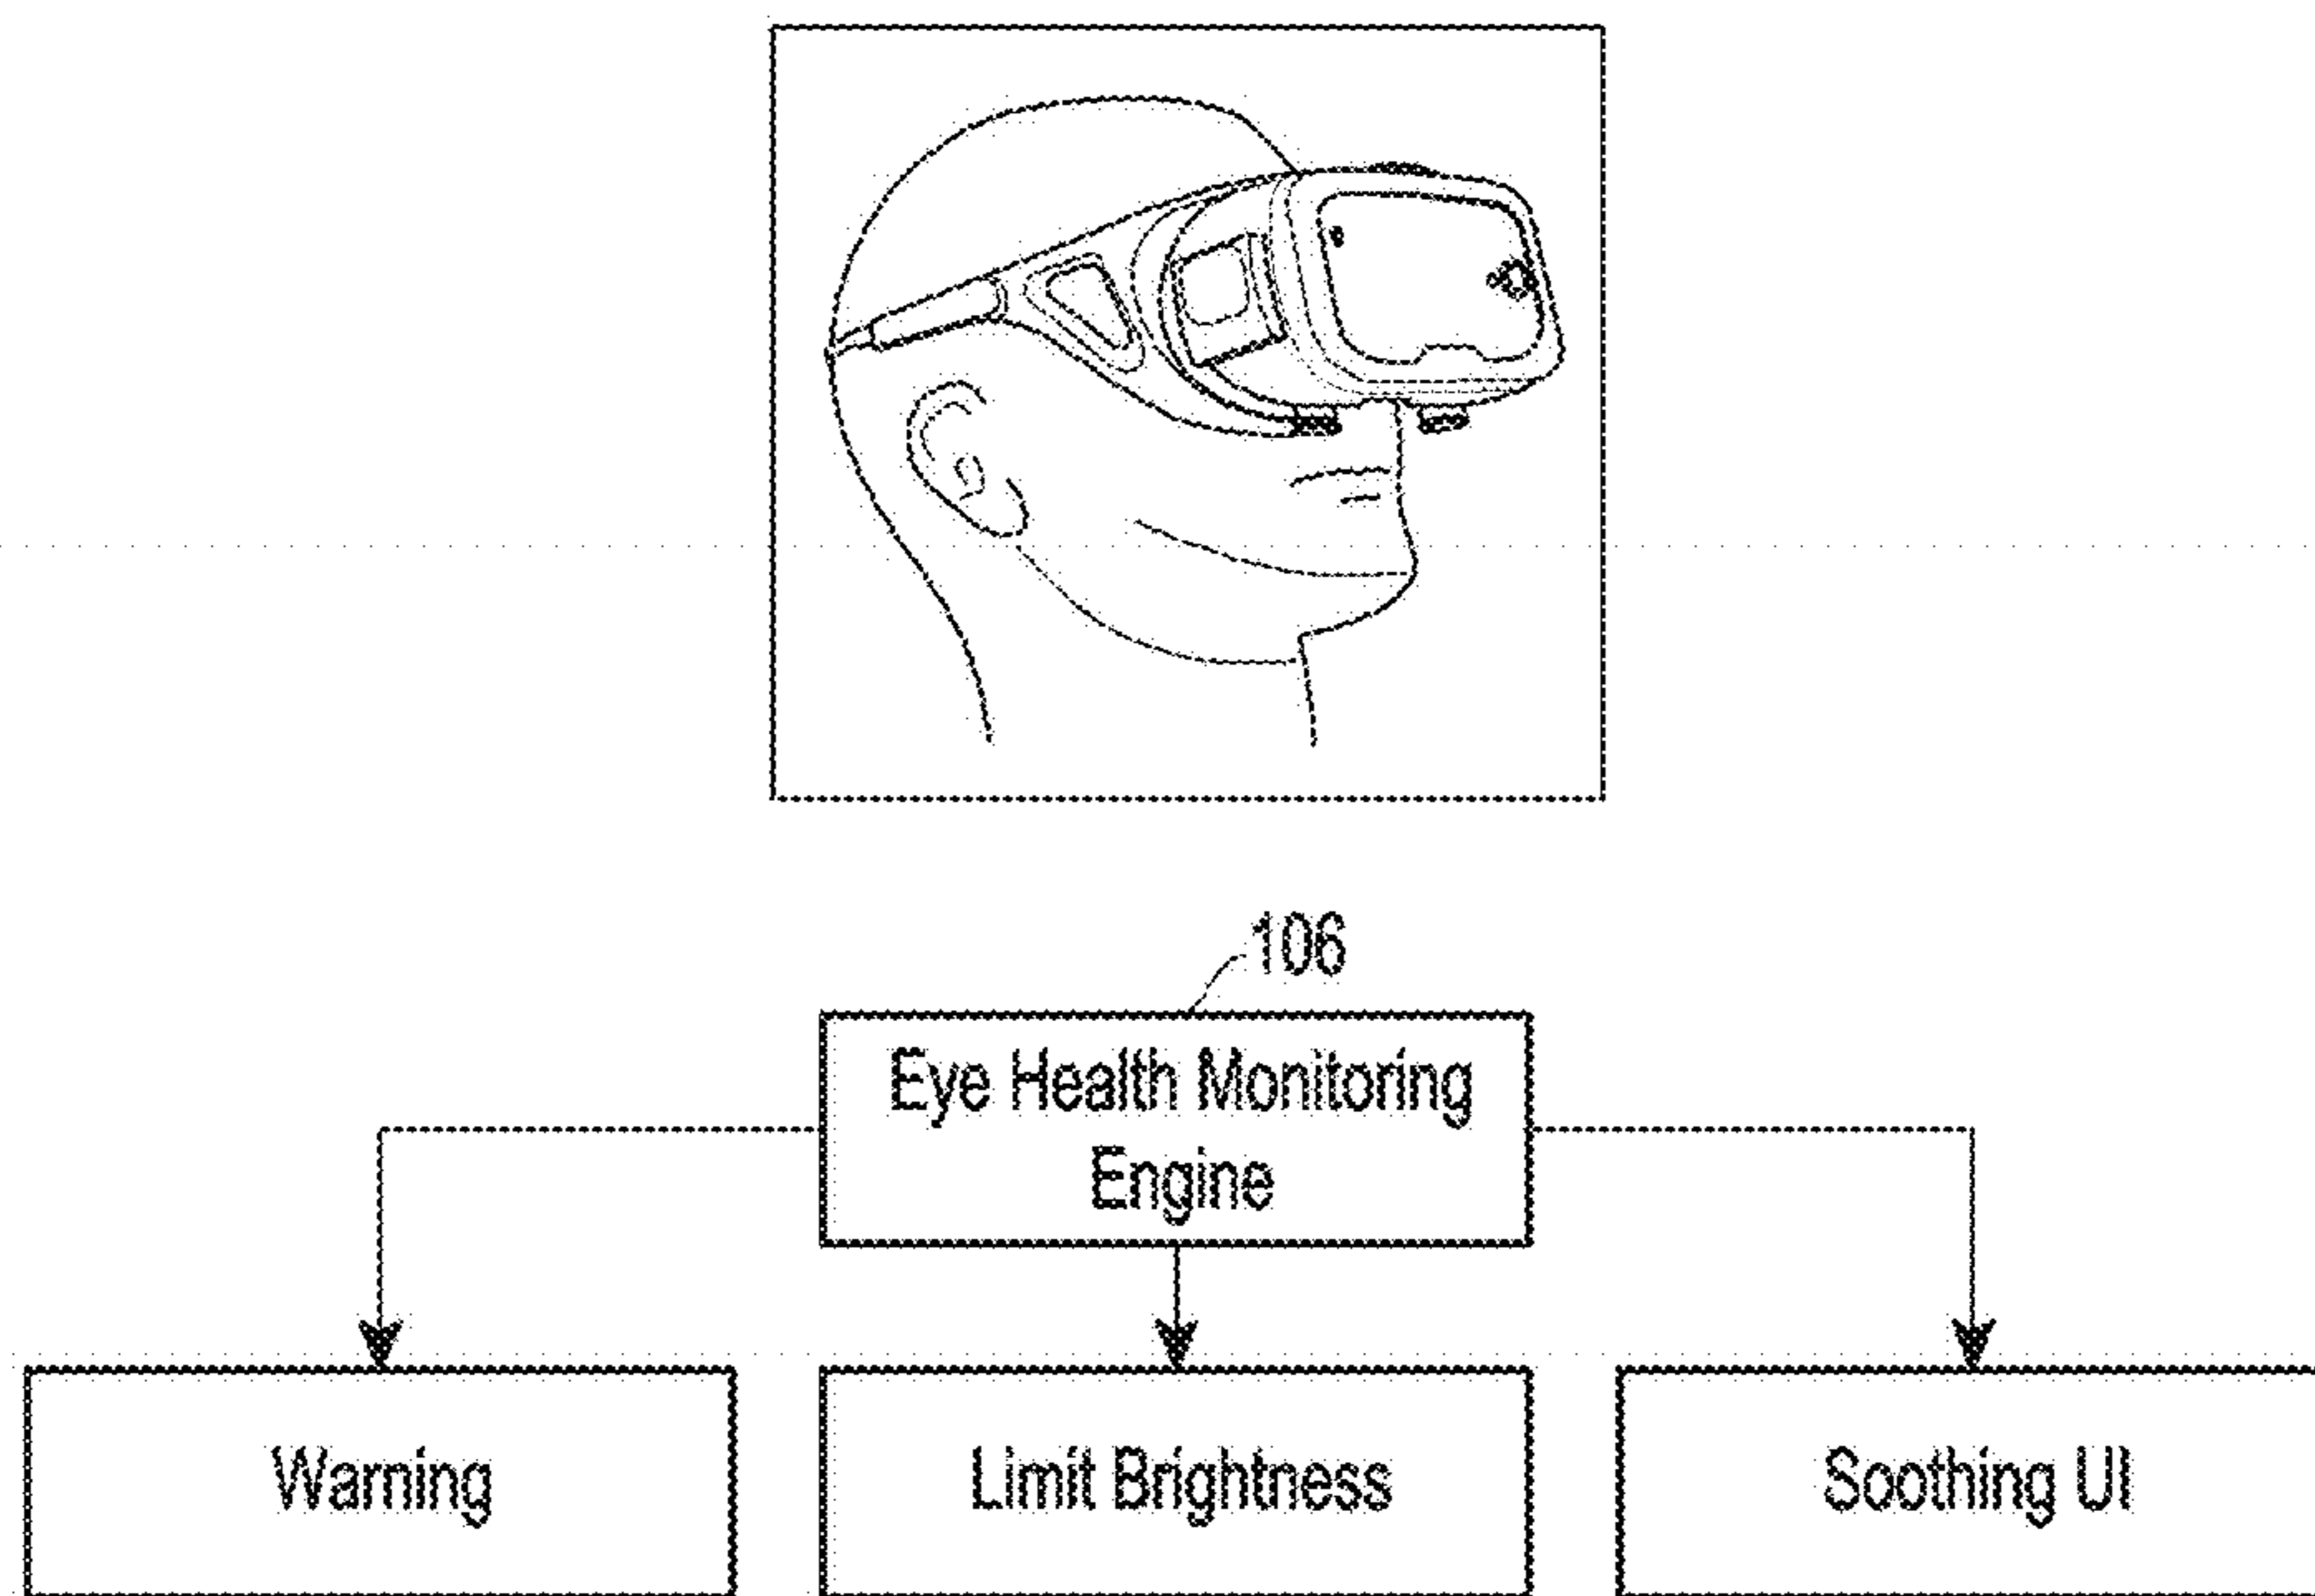 106
Eye Health Monitoring
Engine
Warning
Limit Brightness
Soothing UI